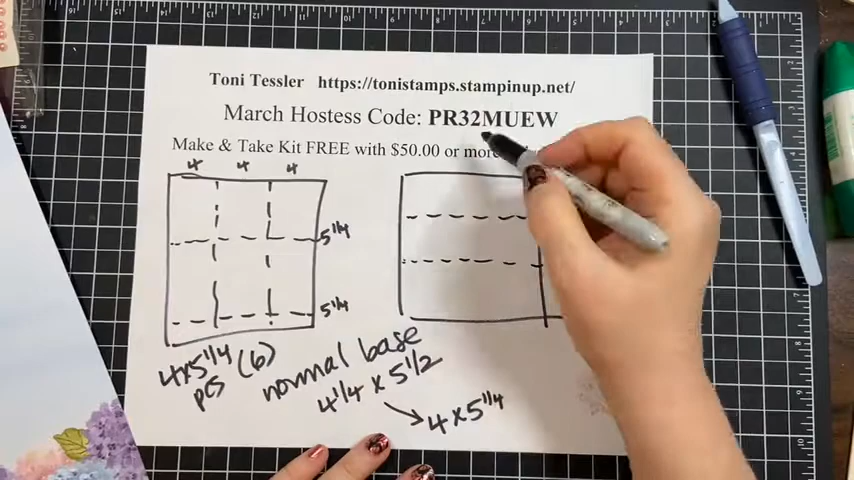 Toni Tessler https://tonistamps.stampinup.net/
March Hostess Code: PR32MUEW
Make & Take Kit FREE with $50.00 or more
4 4 4
5 1/4
5 1/4
4x5 1/4 (6)
pcs
normal base
4 1/4 x 5 1/2
4 x 5 1/4